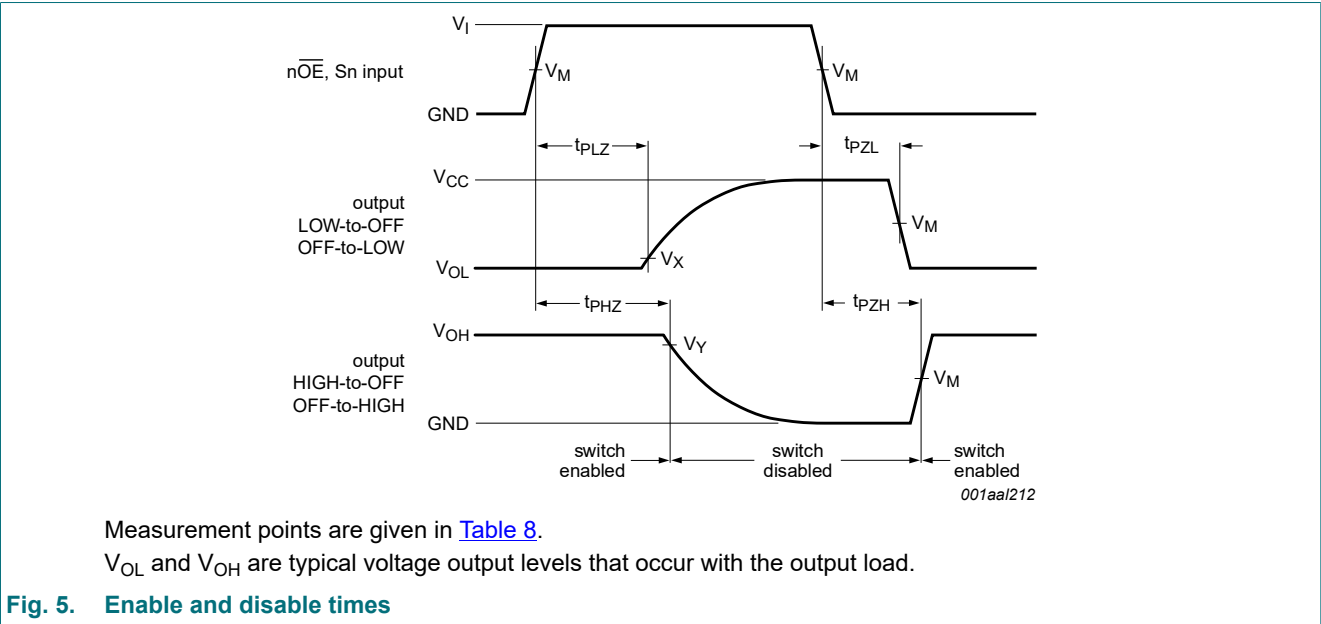 V_I
nO̅E̅, Sn input
V_M
V_M
GND
t_PLZ
t_PZL
V_CC
output
LOW-to-OFF
OFF-to-LOW
V_M
V_X
V_OL
t_PHZ
t_PZH
V_OH
V_Y
output
HIGH-to-OFF
OFF-to-HIGH
V_M
GND
switch
enabled
switch
disabled
switch
enabled
001aal212
Measurement points are given in Table 8.
V_OL and V_OH are typical voltage output levels that occur with the output load.
Fig. 5. Enable and disable times